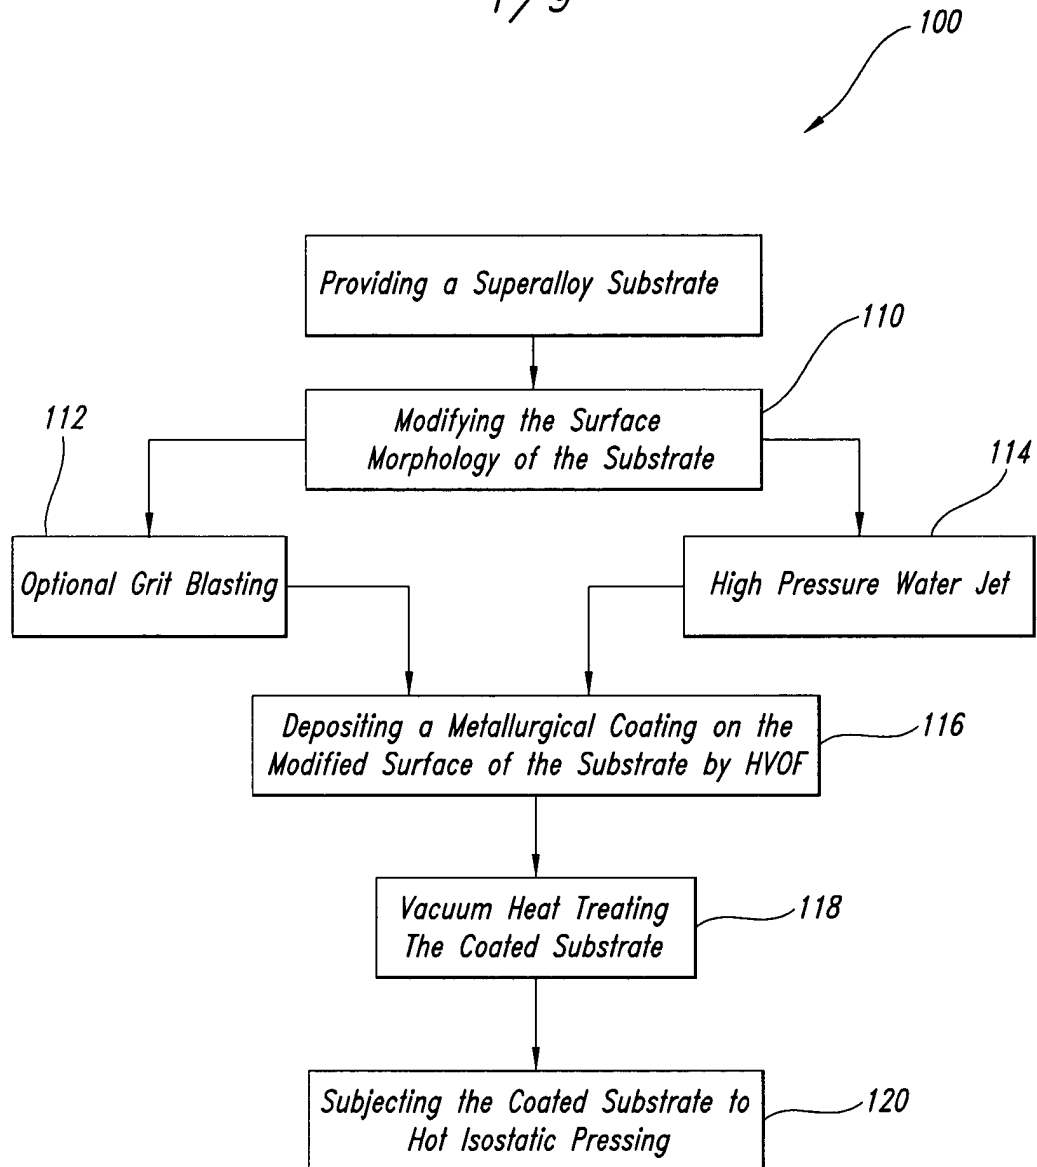 1/9
100
Providing a Superalloy Substrate
110
Modifying the Surface
Morphology of the Substrate
112
114
Optional Grit Blasting
High Pressure Water Jet
Depositing a Metallurgical Coating on the
Modified Surface of the Substrate by HVOF
116
Vacuum Heat Treating
The Coated Substrate
118
Subjecting the Coated Substrate to
Hot Isostatic Pressing
120